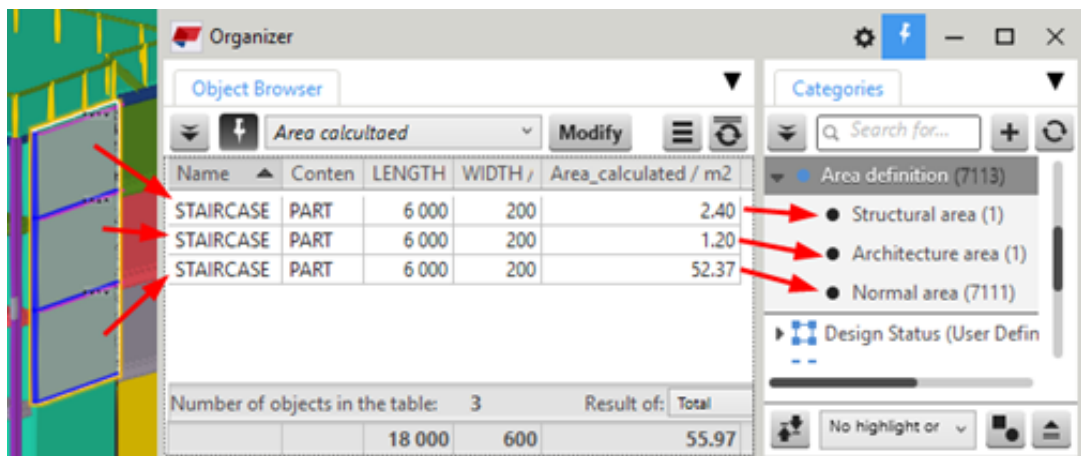 Organizer
Object Browser
Categories
Area calcultaed
Modify
Search for...
Name Conten LENGTH WIDTH / Area_calculated / m2
STAIRCASE PART 6 000 200 2.40
STAIRCASE PART 6 000 200 1.20
STAIRCASE PART 6 000 200 52.37
Number of objects in the table: 3 Result of: Total
18 000 600 55.97
Area definition (7113)
Structural area (1)
Architecture area (1)
Normal area (7111)
Design Status (User Defin
No highlight or